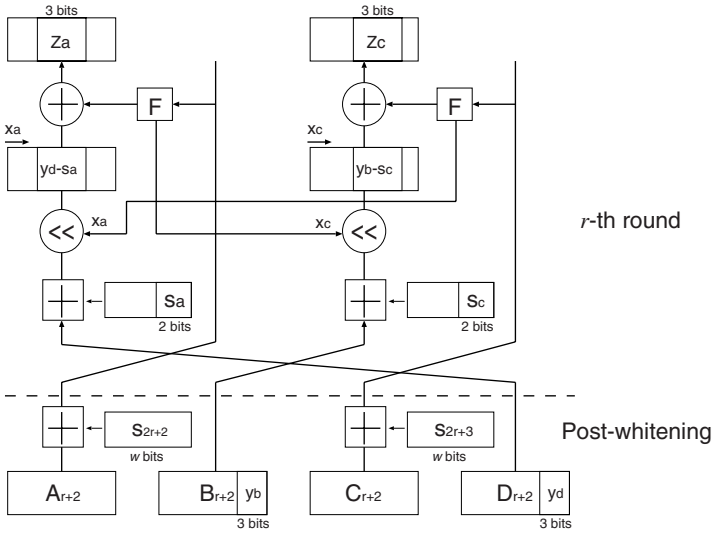 3 bits 3 bits
Za Zc
F F
xa xc
yd-sa yb-sc
<< xa xc <<
r-th round
sa sc
2 bits 2 bits
S2r+2 S2r+3
Post-whitening
w bits w bits
Ar+2 Br+2 yb Cr+2 Dr+2 yd
3 bits 3 bits